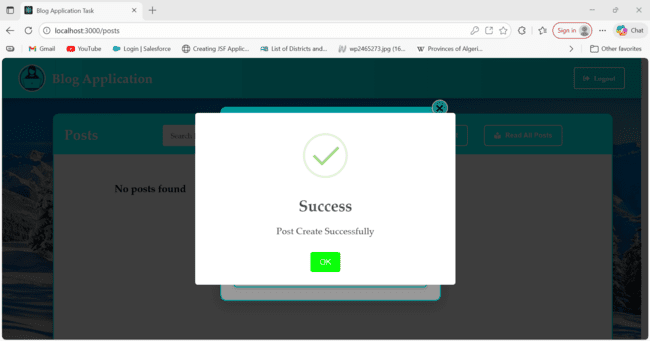 Blog Application Task
localhost:3000/posts
Sign in
Chat
Gmail
YouTube
Login | Salesforce
Creating JSF Applic...
List of Districts and...
wp2465273.jpg (16...
Provinces of Algeri...
Other favorites
Blog Application
Logout
Posts
Search
Read All Posts
No posts found
Success
Post Create Successfully
OK